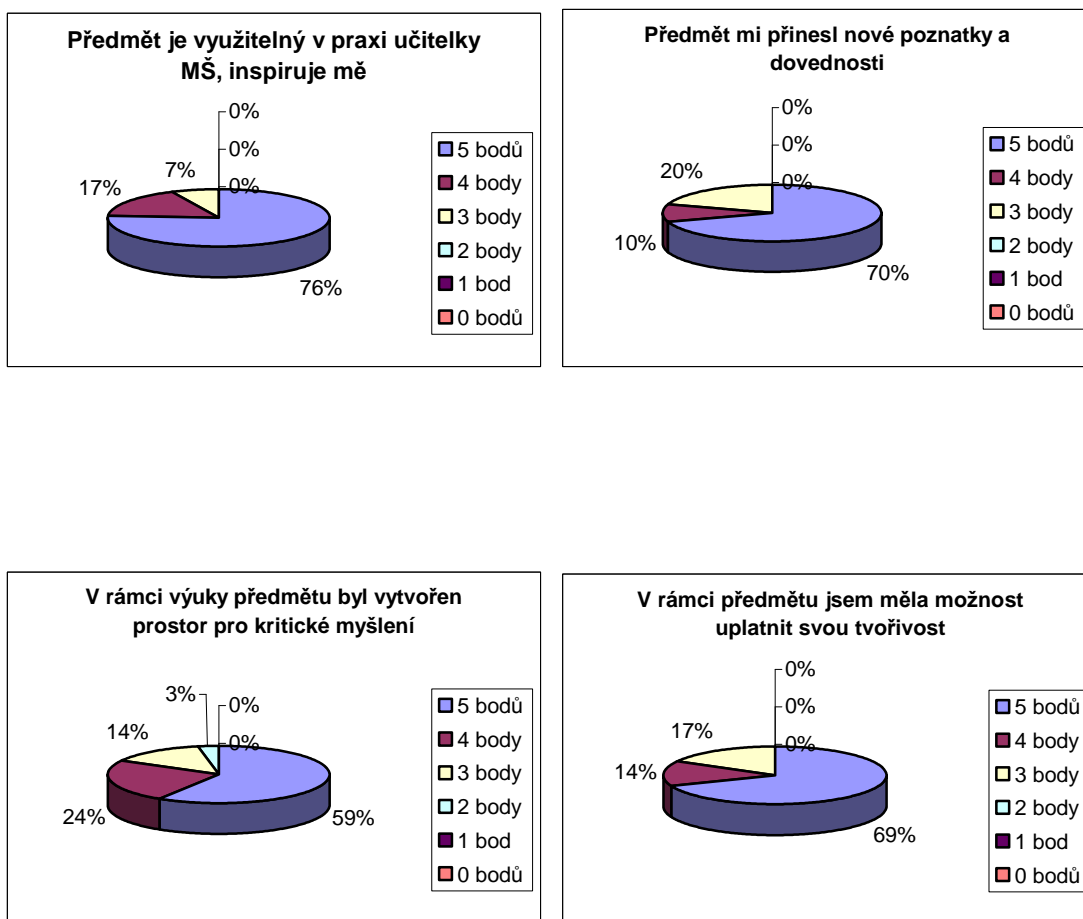 Předmět je využitelný v praxi učitelky
MŠ, inspiruje mě
0%
0%
0%
7%
17%
76%
5 bodů
4 body
3 body
2 body
1 bod
0 bodů
Předmět mi přinesl nové poznatky a
dovednosti
0%
0%
0%
20%
10%
70%
5 bodů
4 body
3 body
2 body
1 bod
0 bodů
V rámci výuky předmětu byl vytvořen
prostor pro kritické myšlení
3%
0%
0%
14%
24%
59%
5 bodů
4 body
3 body
2 body
1 bod
0 bodů
V rámci předmětu jsem měla možnost
uplatnit svou tvořivost
0%
0%
0%
17%
14%
69%
5 bodů
4 body
3 body
2 body
1 bod
0 bodů